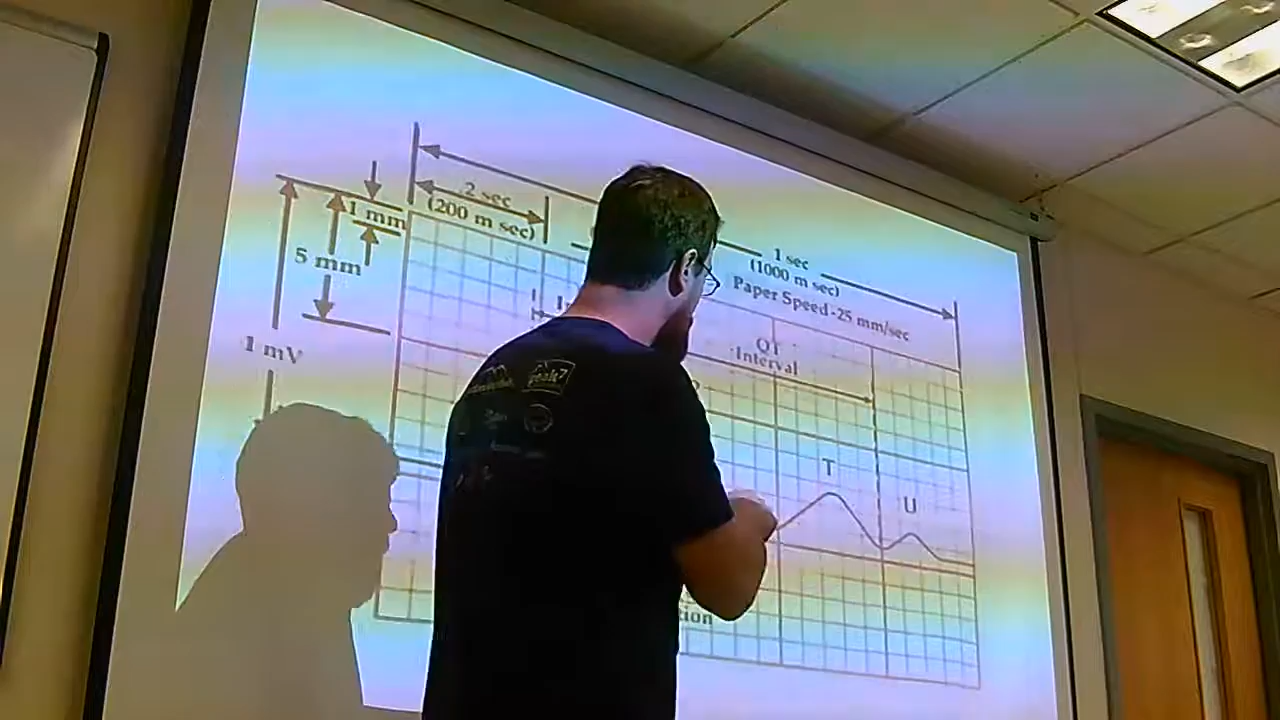 .2 sec
(200 m sec)
1 mm
5 mm
1 mV
1 sec
(1000 m sec)
Paper Speed-25 mm/sec
QT
Interval
T
U
peak7